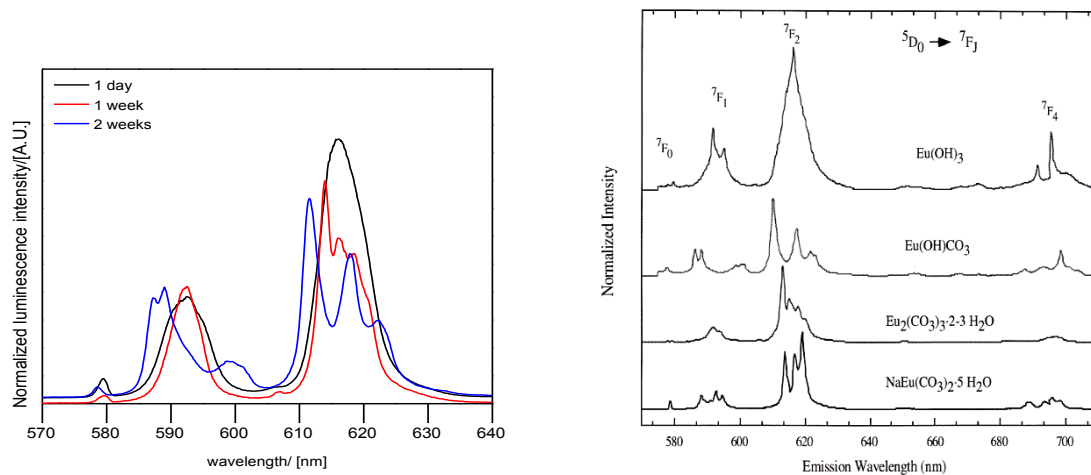 1 day
1 week
2 weeks
Normalized luminescence intensity/[A.U.]
570 580 590 600 610 620 630 640
wavelength/ [nm]
⁷F₂
⁵D₀ → ⁷F_J
⁷F₁
⁷F₄
⁷F₀
Eu(OH)₃
Eu(OH)CO₃
Eu₂(CO₃)₃·2-3 H₂O
NaEu(CO₃)₂·5 H₂O
Normalized Intensity
580 600 620 640 660 680 700
Emission Wavelength (nm)